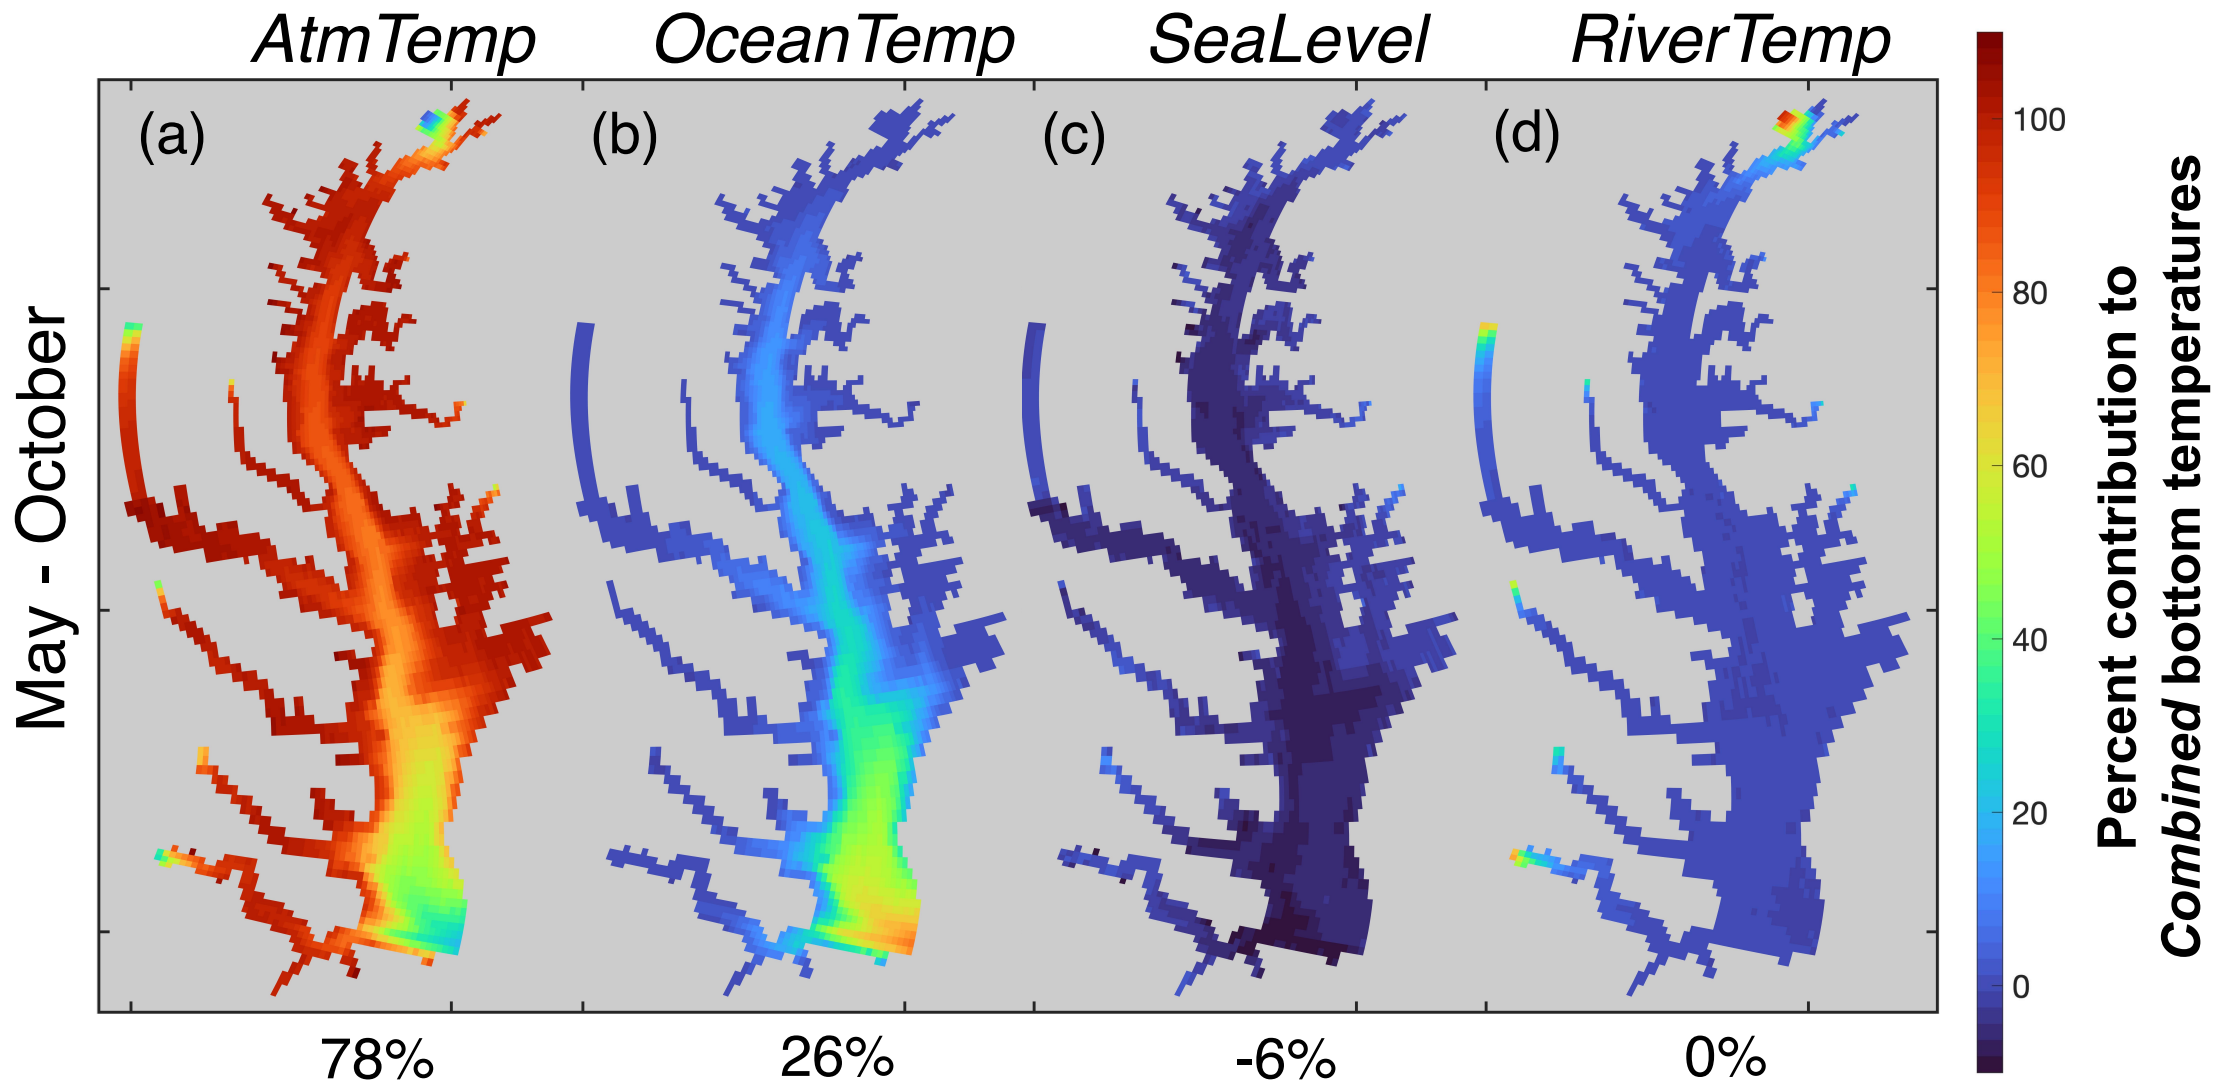 AtmTemp OceanTemp SeaLevel RiverTemp
(a) (b) (c) (d)
May - October
78% 26% -6% 0%
100
80
60
40
20
0
Percent contribution to
Combined bottom temperatures